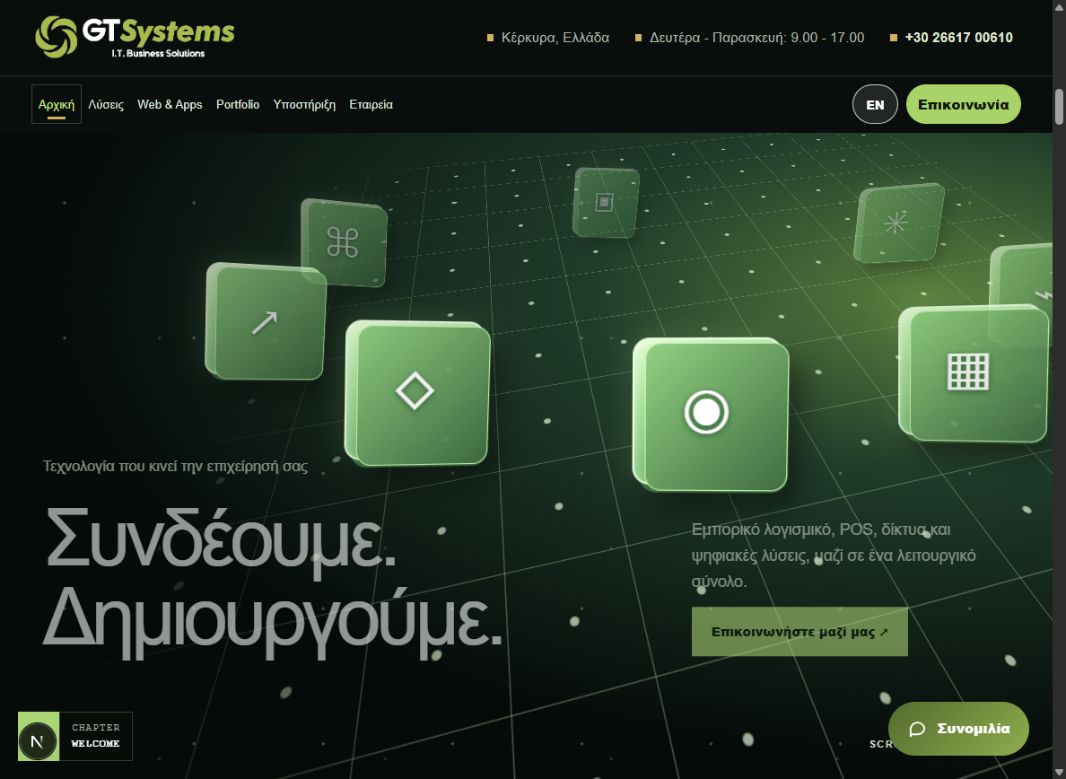 GTSystems
I.T. Business Solutions
Κέρκυρα, Ελλάδα
Δευτέρα - Παρασκευή: 9.00 - 17.00
+30 26617 00610
Αρχική
Λύσεις
Web & Apps
Portfolio
Υποστήριξη
Εταιρεία
EN
Επικοινωνία
Τεχνολογία που κινεί την επιχείρησή σας
Συνδέουμε.
Δημιουργούμε.
Εμπορικό λογισμικό, POS, δίκτυα και
ψηφιακές λύσεις, μαζί σε ένα λειτουργικό
σύνολο.
Επικοινωνήστε μαζί μας ↗
N
CHAPTER
WELCOME
Συνομιλία